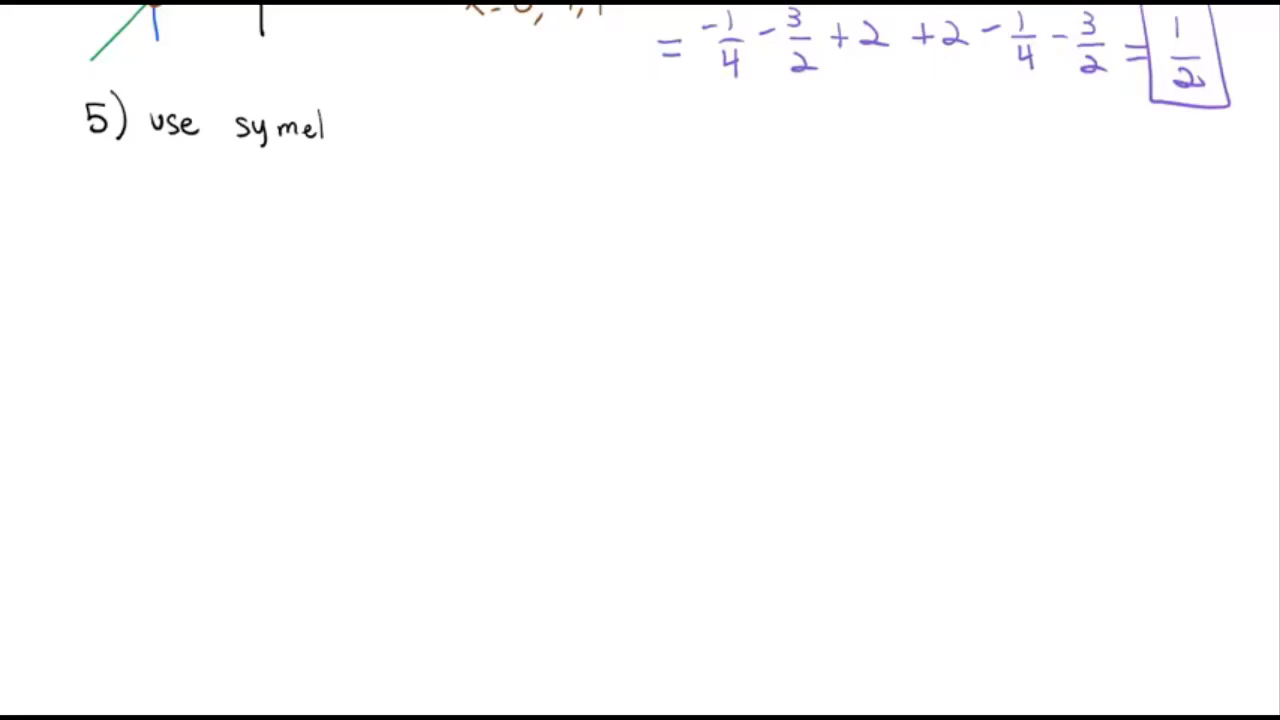 = -1/4 - 3/2 + 2 + 2 - 1/4 - 3/2 = 1/2
5) use symel